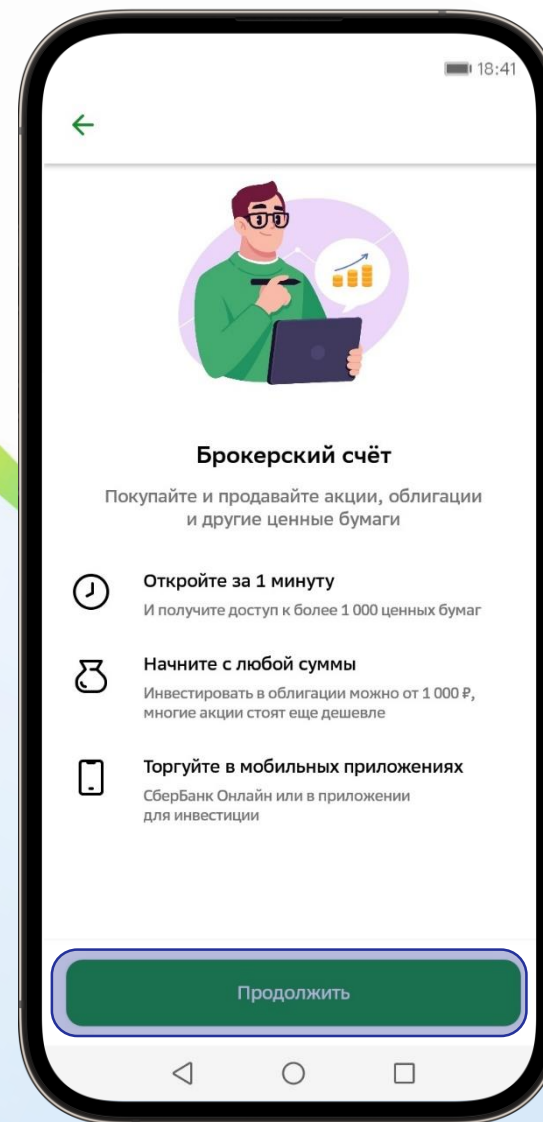 18:41
Брокерский счёт
Покупайте и продавайте акции, облигации
и другие ценные бумаги
Откройте за 1 минуту
И получите доступ к более 1 000 ценных бумаг
Начните с любой суммы
Инвестировать в облигации можно от 1 000 ₽,
многие акции стоят еще дешевле
Торгуйте в мобильных приложениях
СберБанк Онлайн или в приложении
для инвестиции
Продолжить